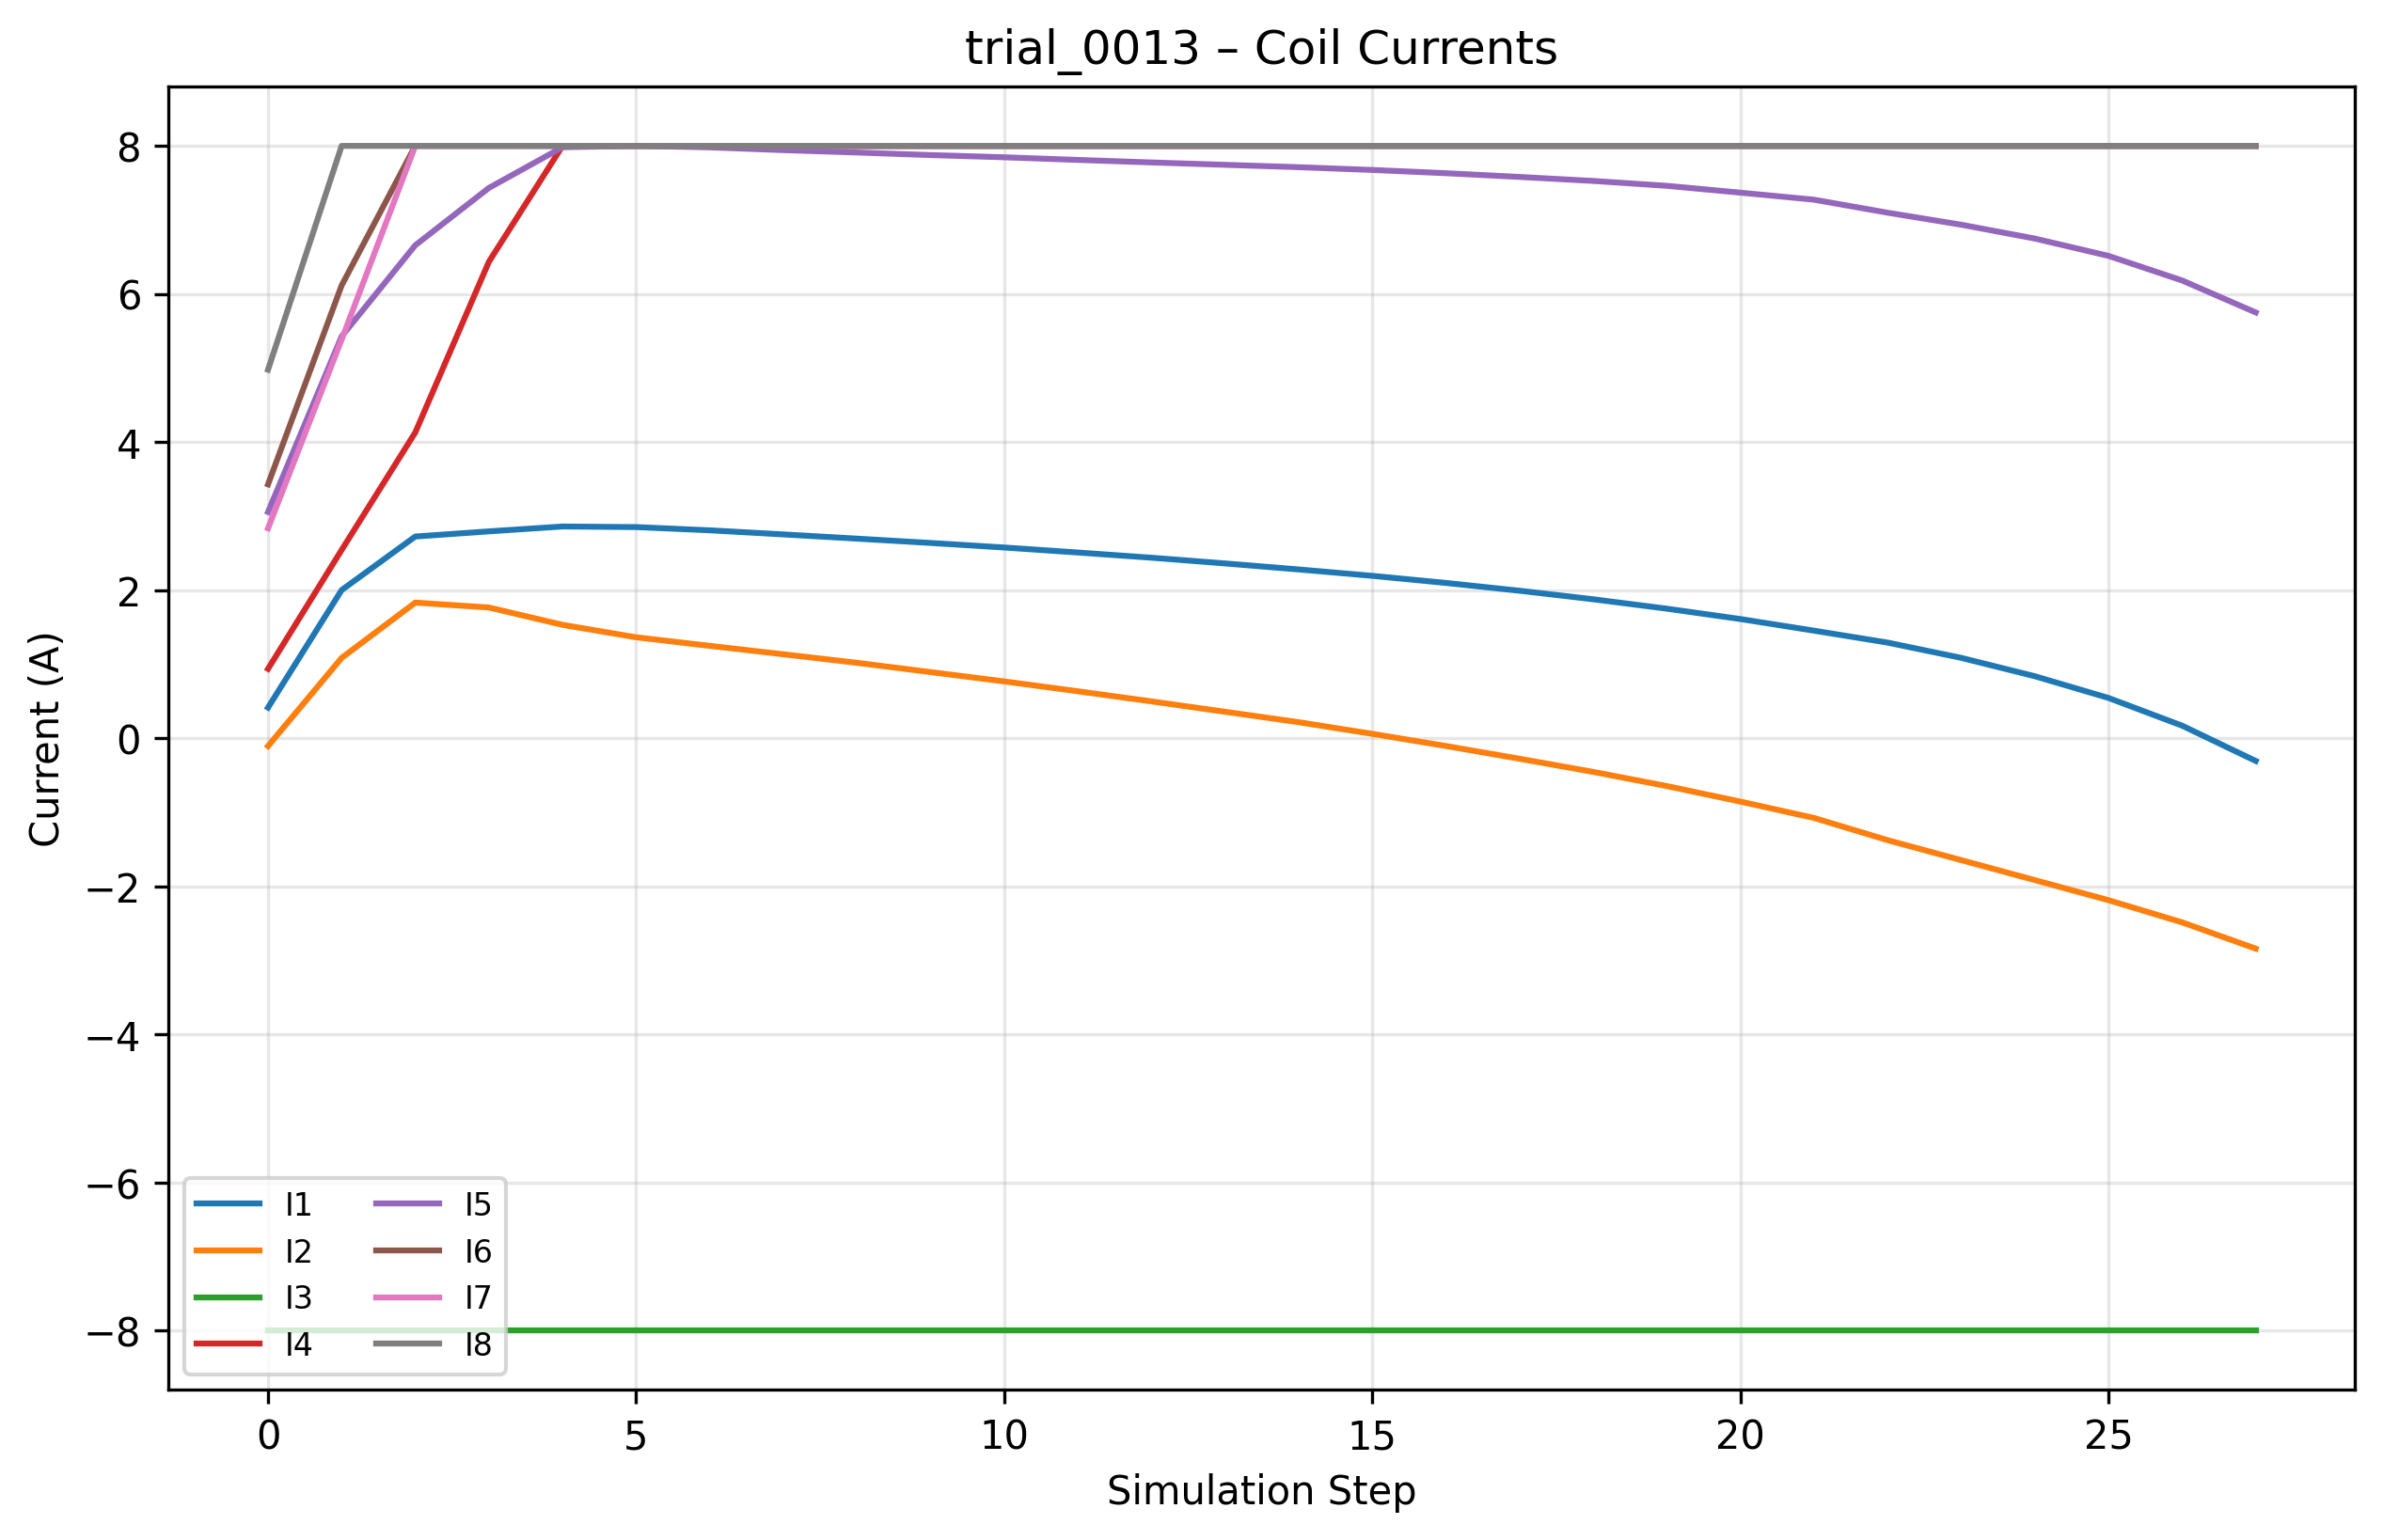 trial_0013 – Coil Currents
Current (A)
8
6
4
2
0
−2
−4
−6
−8
I1
I2
I3
I4
I5
I6
I7
I8
0 5 10 15 20 25
Simulation Step